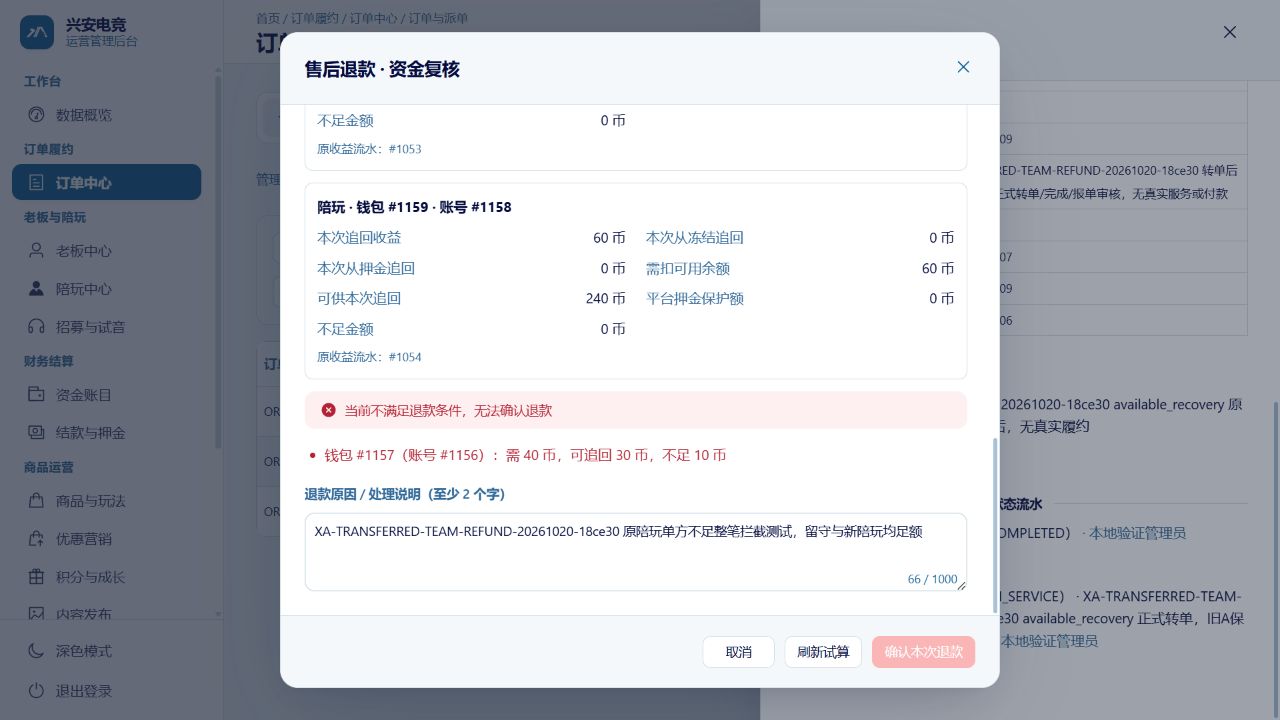 兴安电竞
运营管理后台
工作台
数据概览
订单履约
订单中心
老板与陪玩
老板中心
陪玩中心
招募与试音
财务结算
资金账目
结款与押金
商品运营
商品与玩法
优惠营销
积分与成长
内容发布
深色模式
退出登录
首页 / 订单履约 / 订单中心 / 订单与派单
订
管理
订
OR
OR
OR
售后退款 · 资金复核
不足金额 0 币
原收益流水：#1053
陪玩 · 钱包 #1159 · 账号 #1158
本次追回收益 60 币 本次从冻结追回 0 币
本次从押金追回 0 币 需扣可用余额 60 币
可供本次追回 240 币 平台押金保护额 0 币
不足金额 0 币
原收益流水：#1054
当前不满足退款条件，无法确认退款
钱包 #1157（账号 #1156）：需 40 币，可追回 30 币，不足 10 币
退款原因 / 处理说明（至少 2 个字）
XA-TRANSFERRED-TEAM-REFUND-20261020-18ce30 原陪玩单方不足整笔拦截测试，留守与新陪玩均足额
66 / 1000
取消 刷新试算 确认本次退款
09
RED-TEAM-REFUND-20261020-18ce30 转单后
正式转单/完成/报单审核，无真实服务或付款
07
09
06
20261020-18ce30 available_recovery 原
后，无真实履约
状态流水
OMPLETED） · 本地验证管理员
N_SERVICE） · XA-TRANSFERRED-TEAM-
ce30 available_recovery 正式转单，旧A保
本地验证管理员